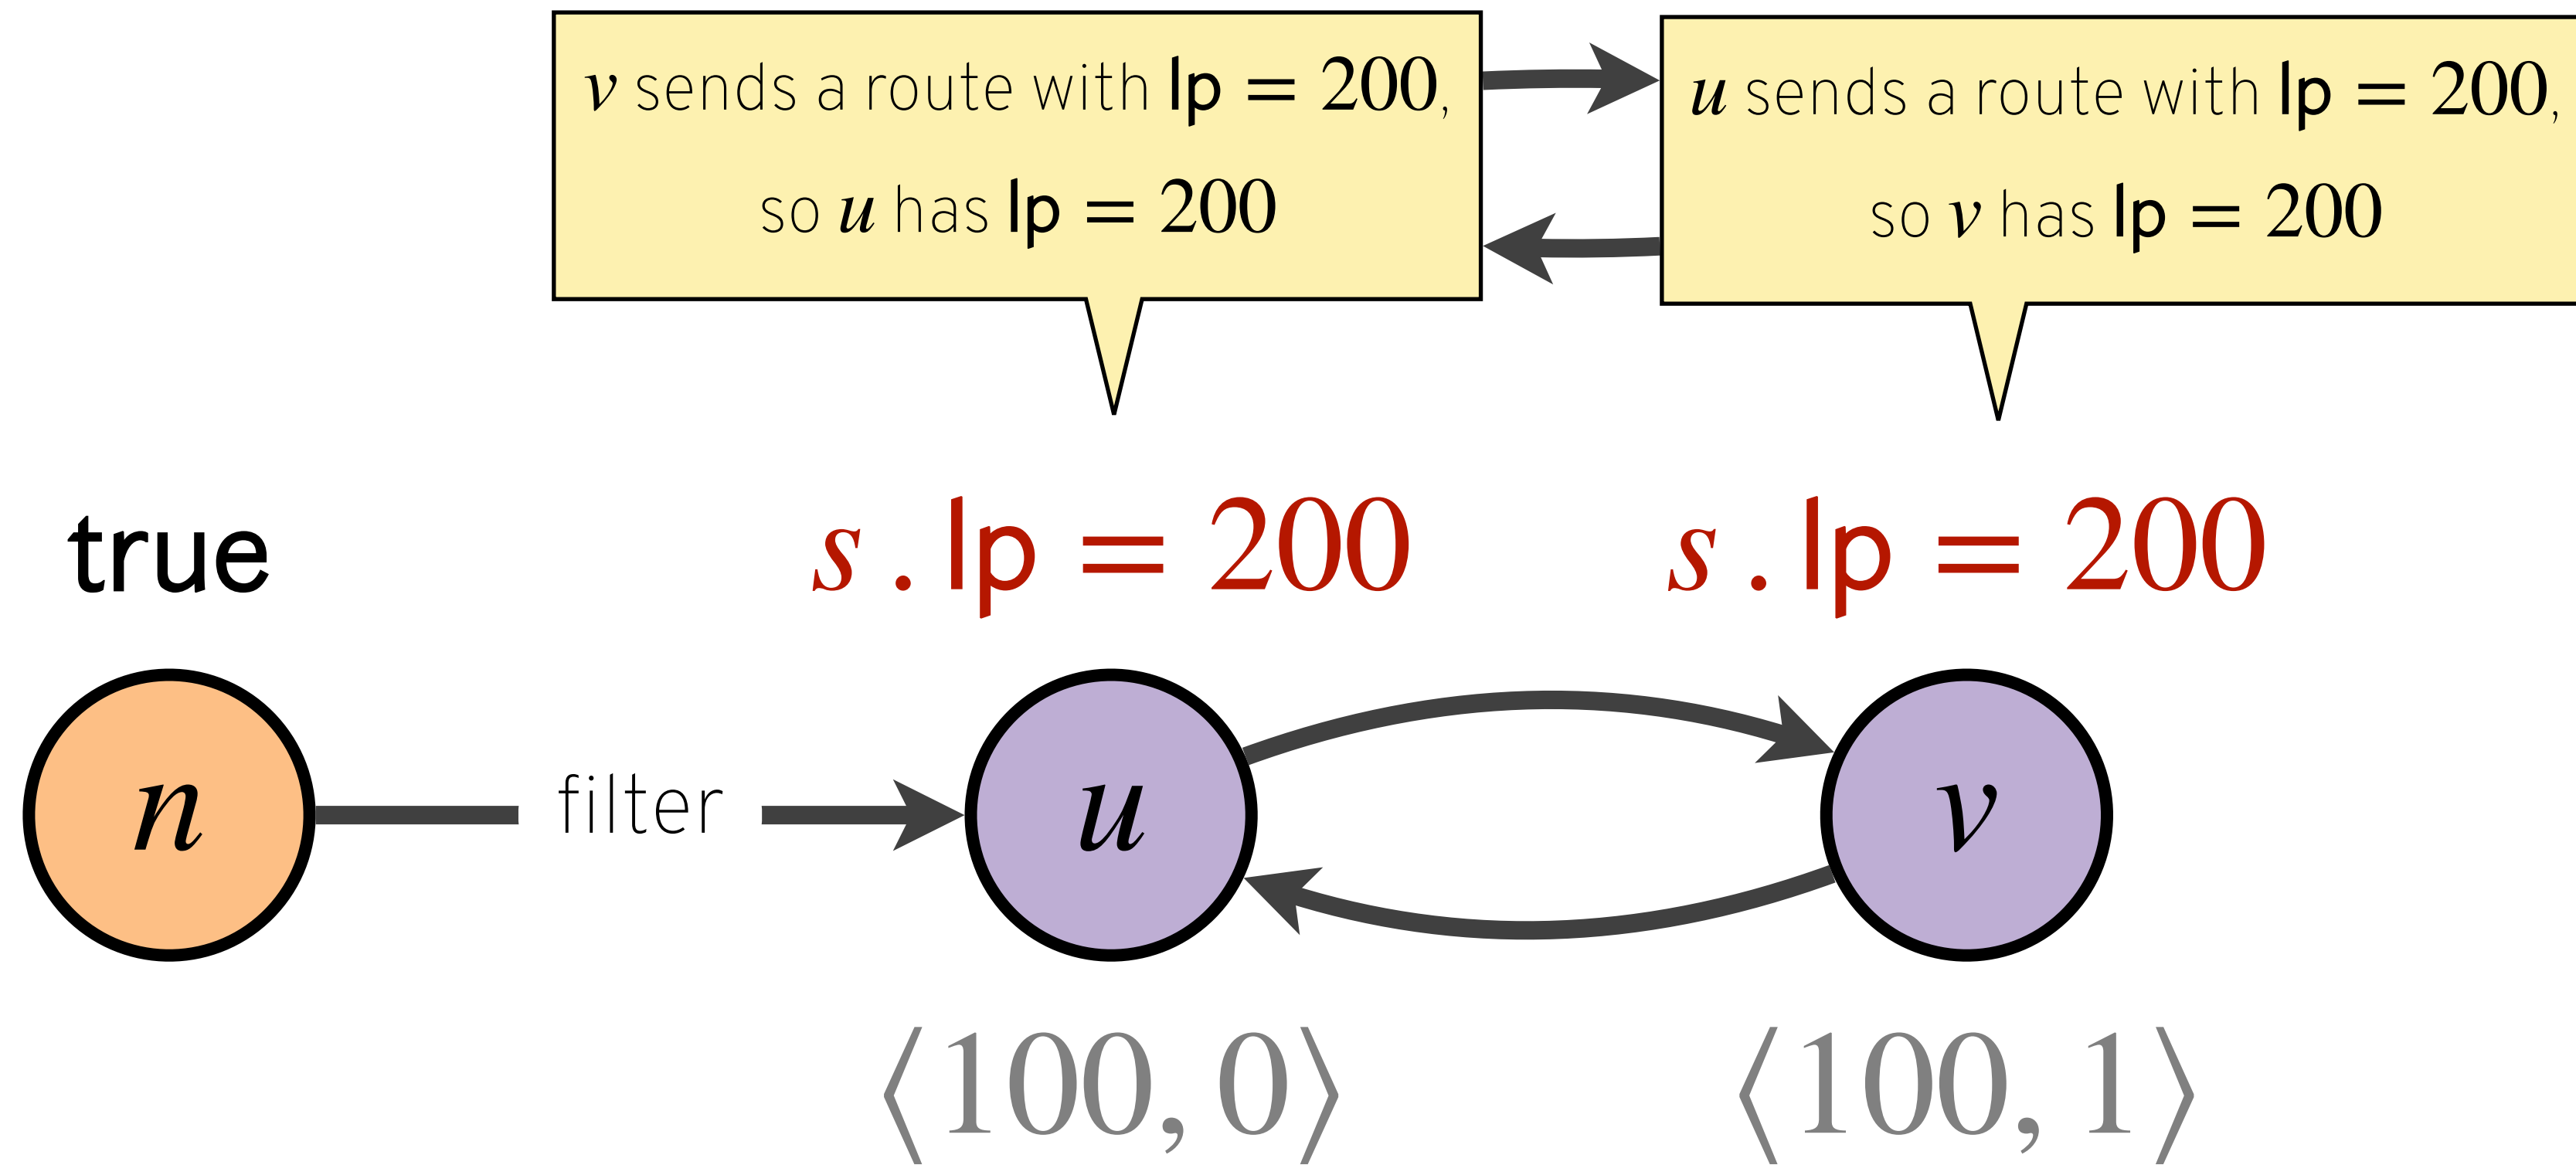 v sends a route with lp = 200,
so u has lp = 200
u sends a route with lp = 200,
so v has lp = 200
true
s . lp = 200
s . lp = 200
n
filter
u
v
⟨100, 0⟩
⟨100, 1⟩